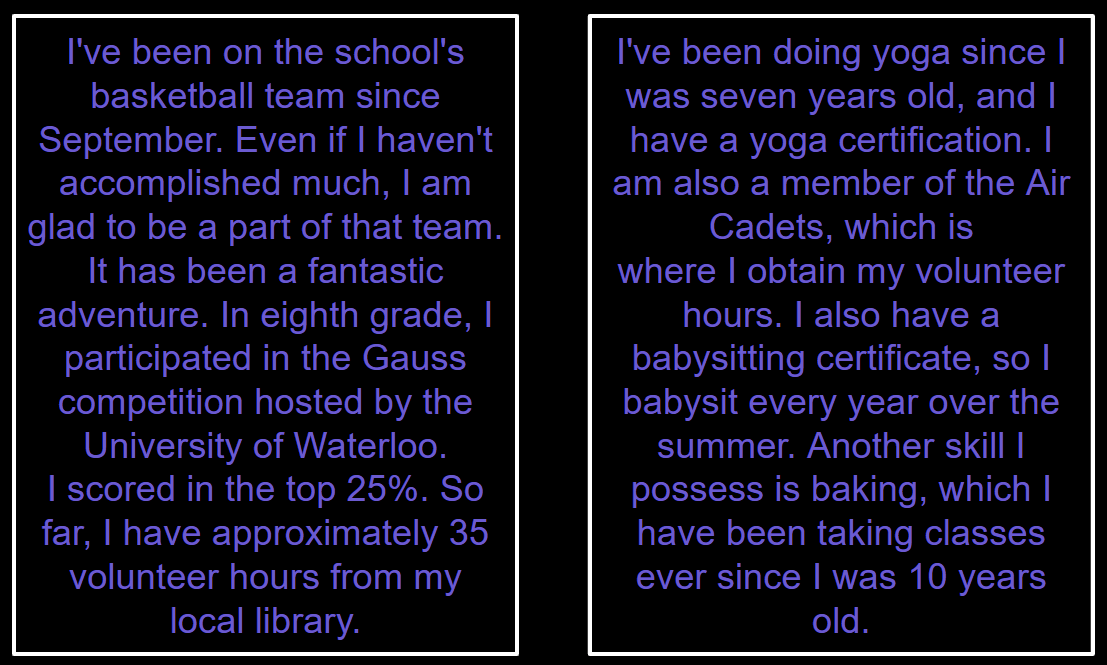 I've been on the school's
basketball team since
September. Even if I haven't
accomplished much, I am
glad to be a part of that team.
It has been a fantastic
adventure. In eighth grade, I
participated in the Gauss
competition hosted by the
University of Waterloo.
I scored in the top 25%. So
far, I have approximately 35
volunteer hours from my
local library.
I've been doing yoga since I
was seven years old, and I
have a yoga certification. I
am also a member of the Air
Cadets, which is
where I obtain my volunteer
hours. I also have a
babysitting certificate, so I
babysit every year over the
summer. Another skill I
possess is baking, which I
have been taking classes
ever since I was 10 years
old.